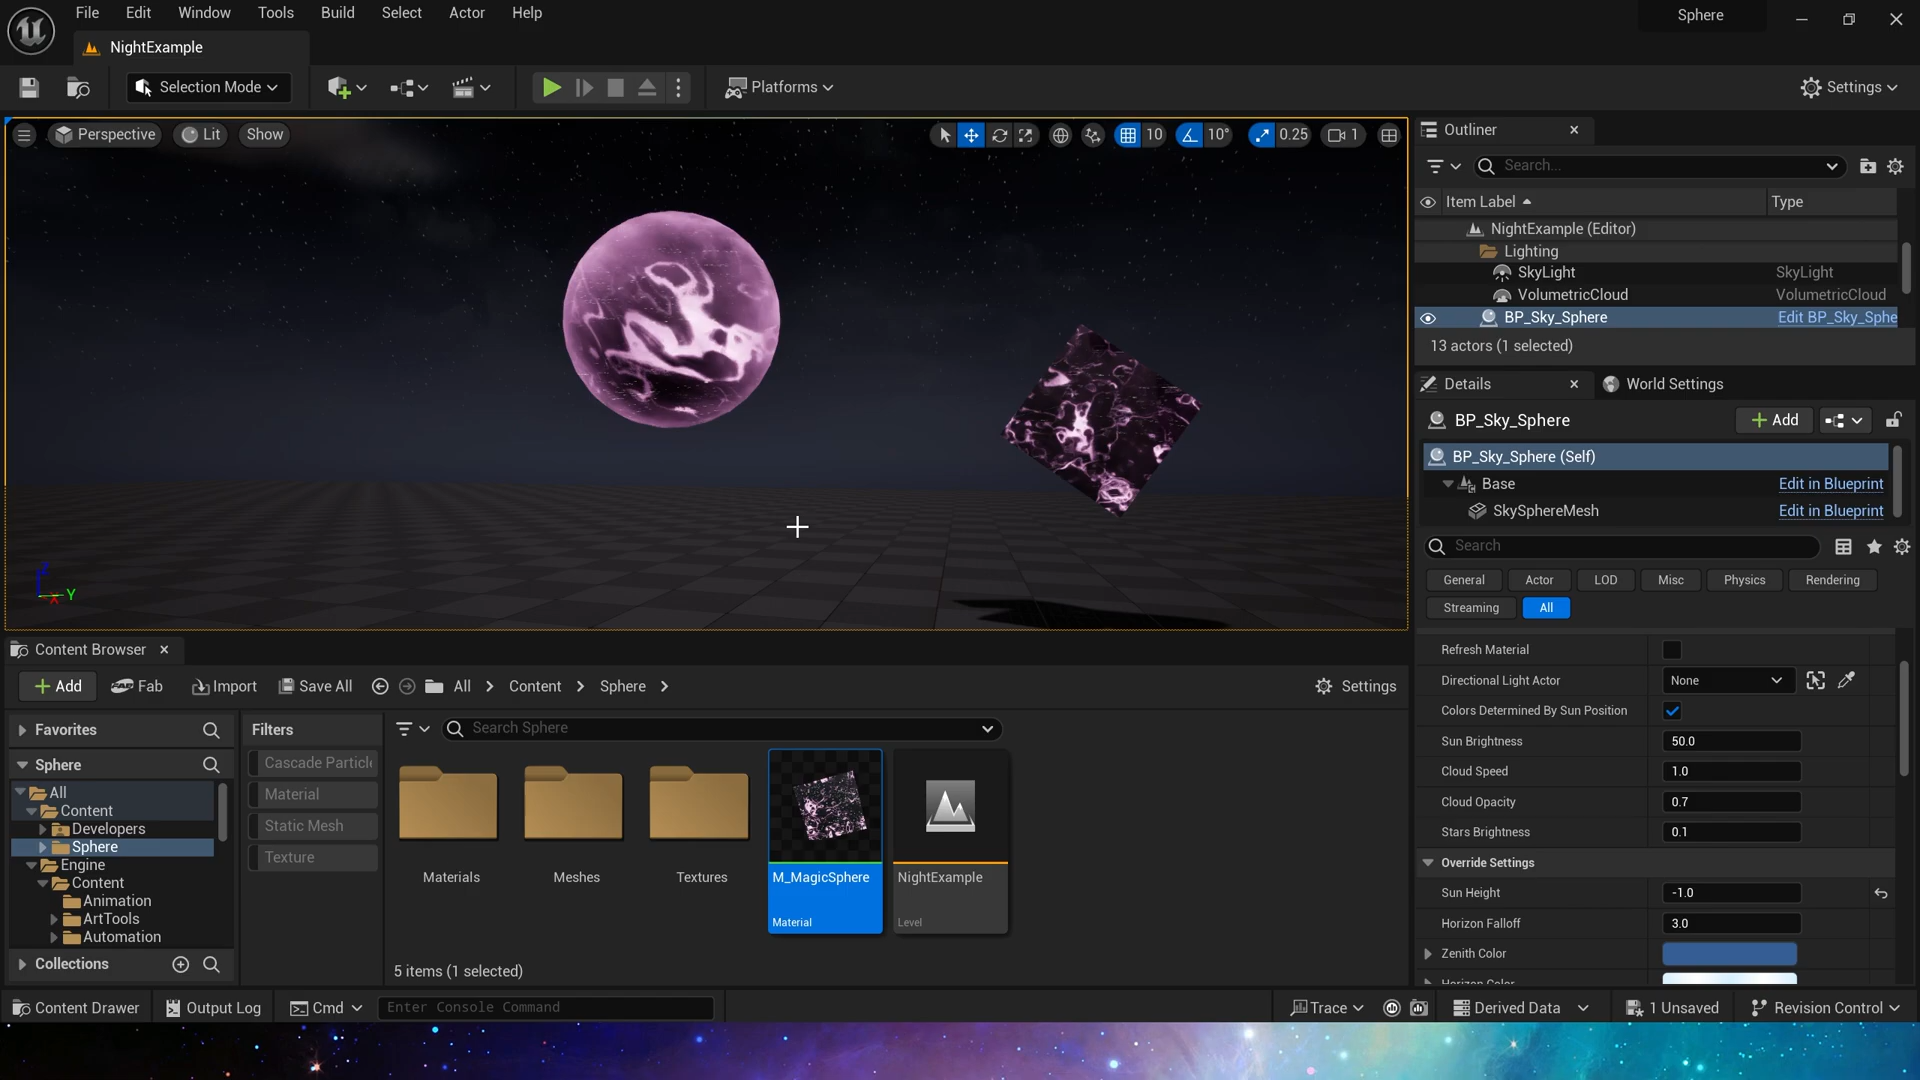 File Edit Window Tools Build Select Actor Help
Sphere
NightExample
Selection Mode
Platforms
Settings
Perspective Lit Show
10 10° 0.25 1
Y
Outliner
Search...
Item Label Type
NightExample (Editor)
Lighting
SkyLight SkyLight
VolumetricCloud VolumetricCloud
BP_Sky_Sphere Edit BP_Sky_Sphe
13 actors (1 selected)
Details World Settings
BP_Sky_Sphere
Add
BP_Sky_Sphere (Self)
Base Edit in Blueprint
SkySphereMesh Edit in Blueprint
Search
General Actor LOD Misc Physics Rendering
Streaming All
Refresh Material
Directional Light Actor None
Colors Determined By Sun Position
Sun Brightness 50.0
Cloud Speed 1.0
Cloud Opacity 0.7
Stars Brightness 0.1
Override Settings
Sun Height -1.0
Horizon Falloff 3.0
Zenith Color
Content Browser
Add Fab Import Save All All Content Sphere Settings
Favorites
Sphere
All
Content
Developers
Sphere
Engine
Content
Animation
ArtTools
Automation
Collections
Filters
Cascade Particle
Material
Static Mesh
Texture
Search Sphere
Materials Meshes Textures M_MagicSphere NightExample
Material Level
5 items (1 selected)
Content Drawer Output Log Cmd Enter Console Command Trace Derived Data 1 Unsaved Revision Control